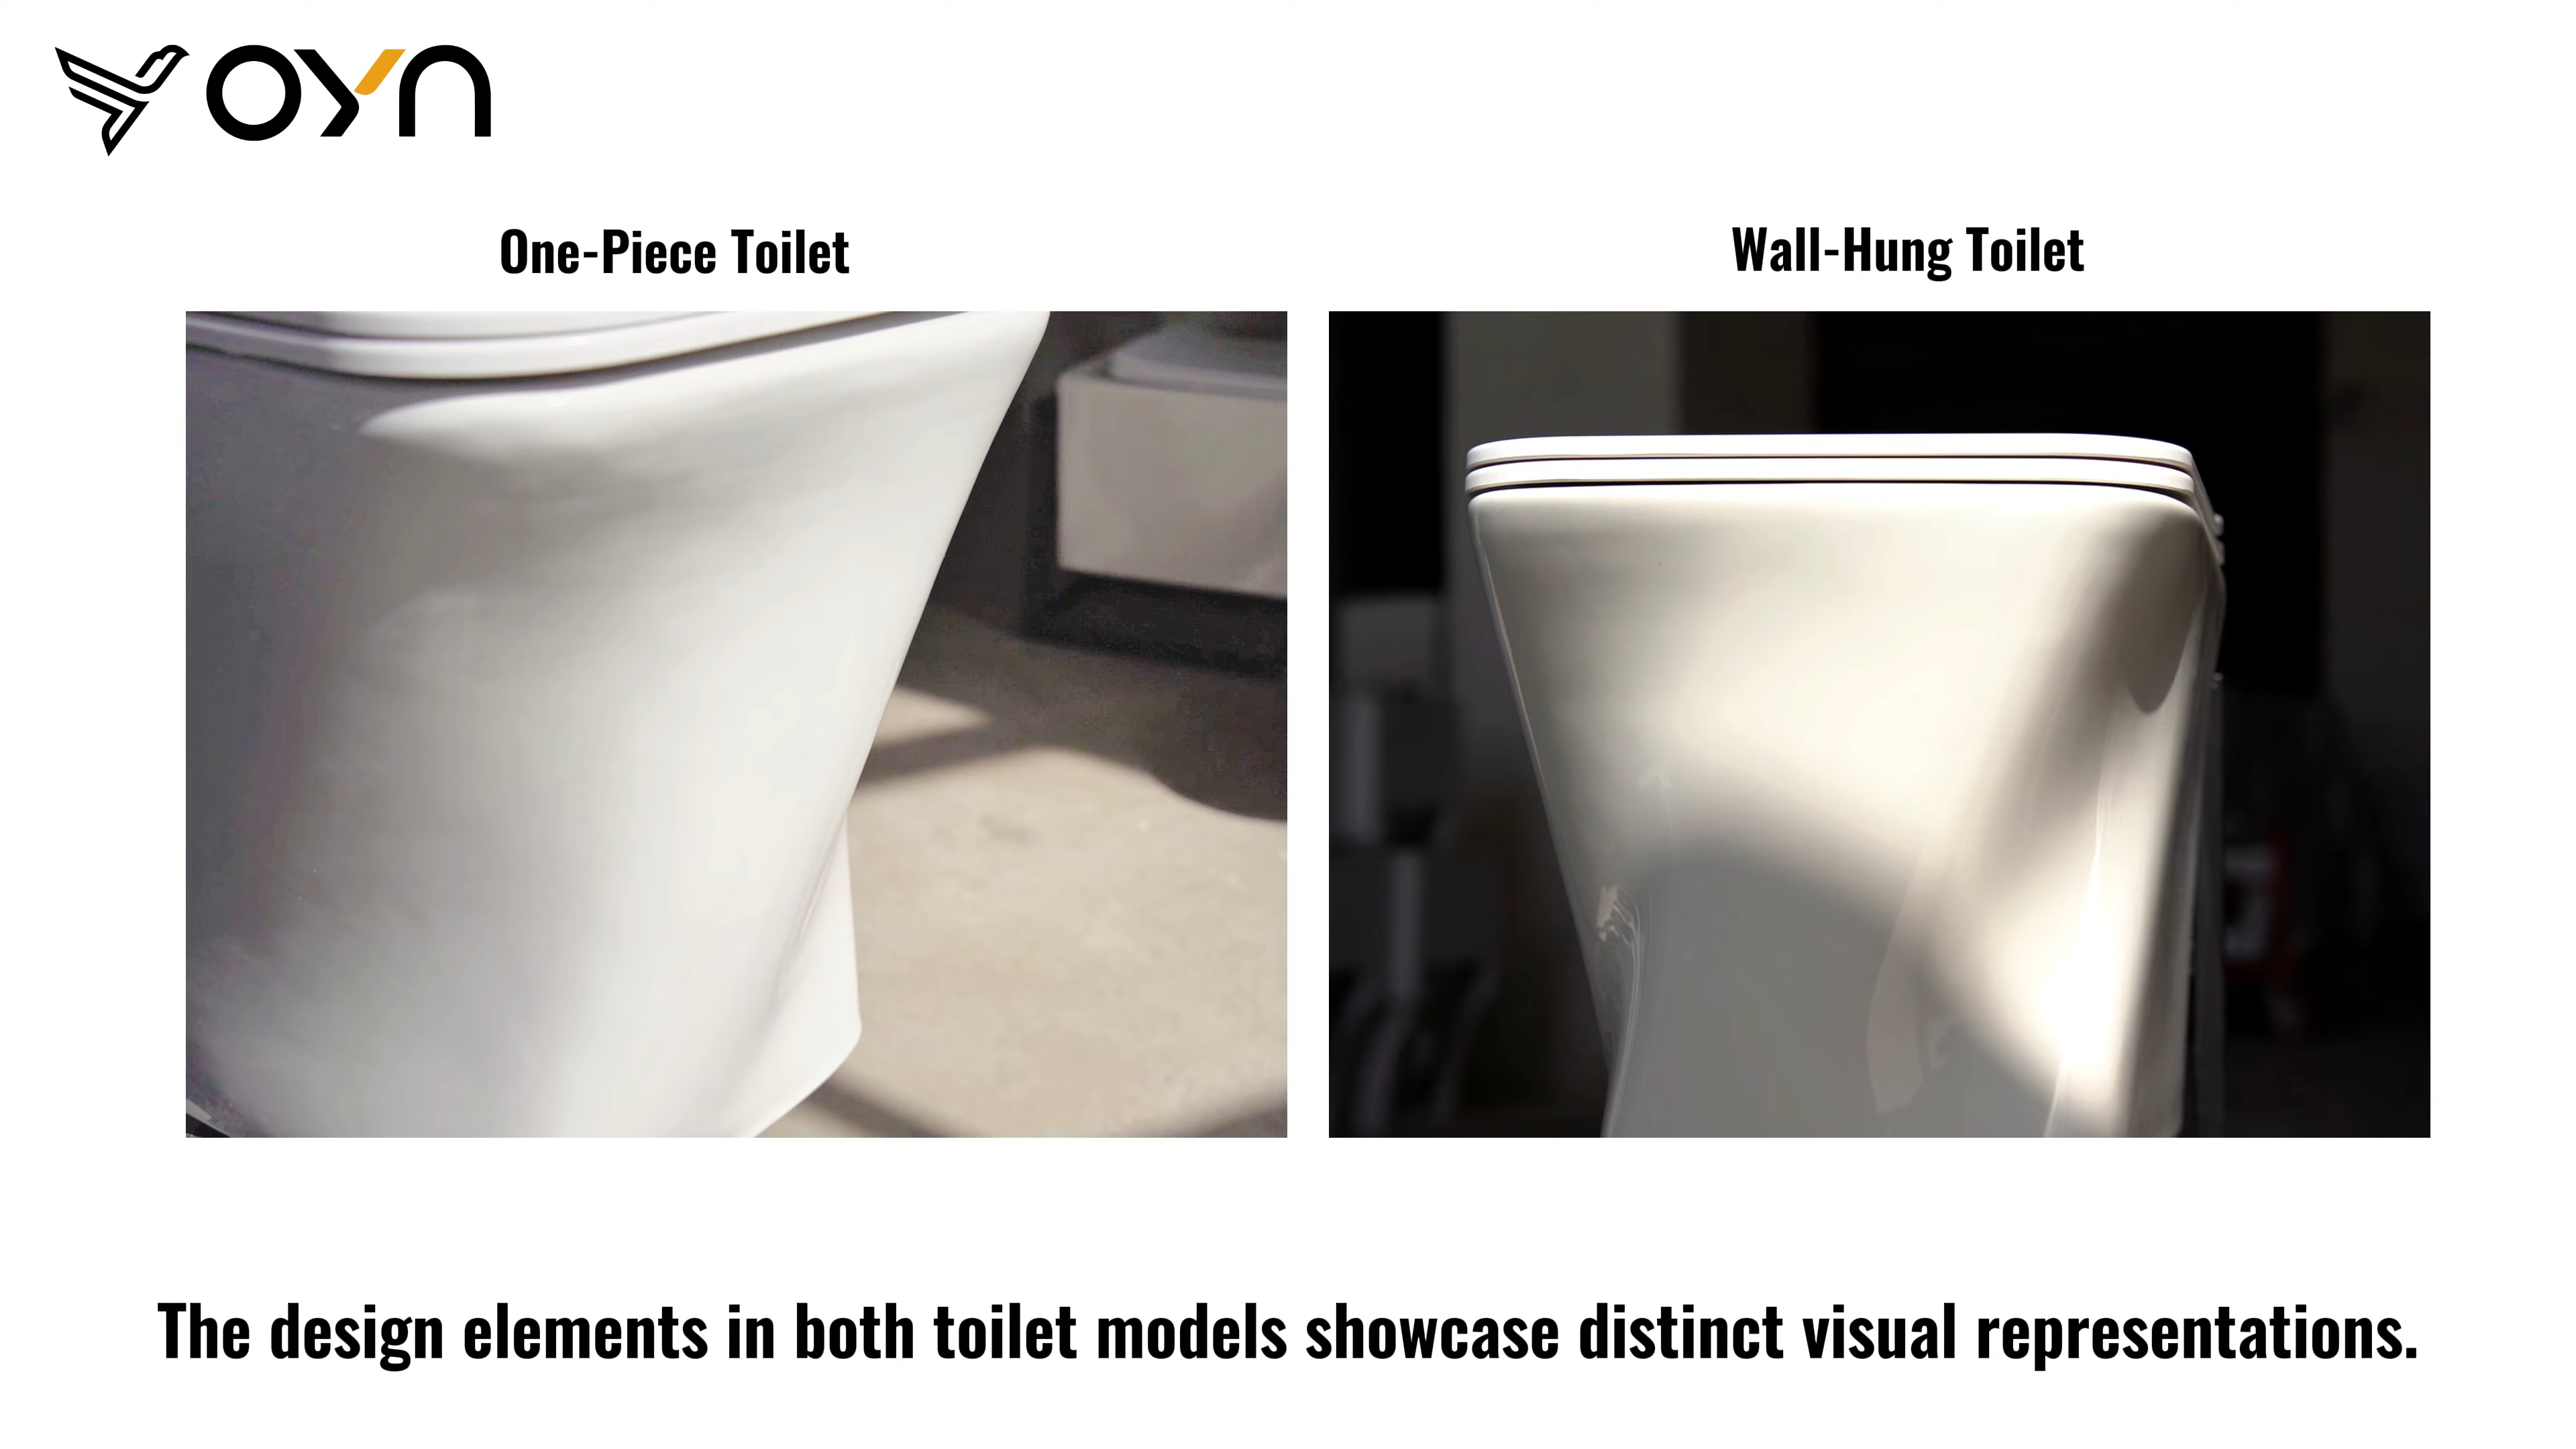 oyn
One-Piece Toilet
Wall-Hung Toilet
The design elements in both toilet models showcase distinct visual representations.